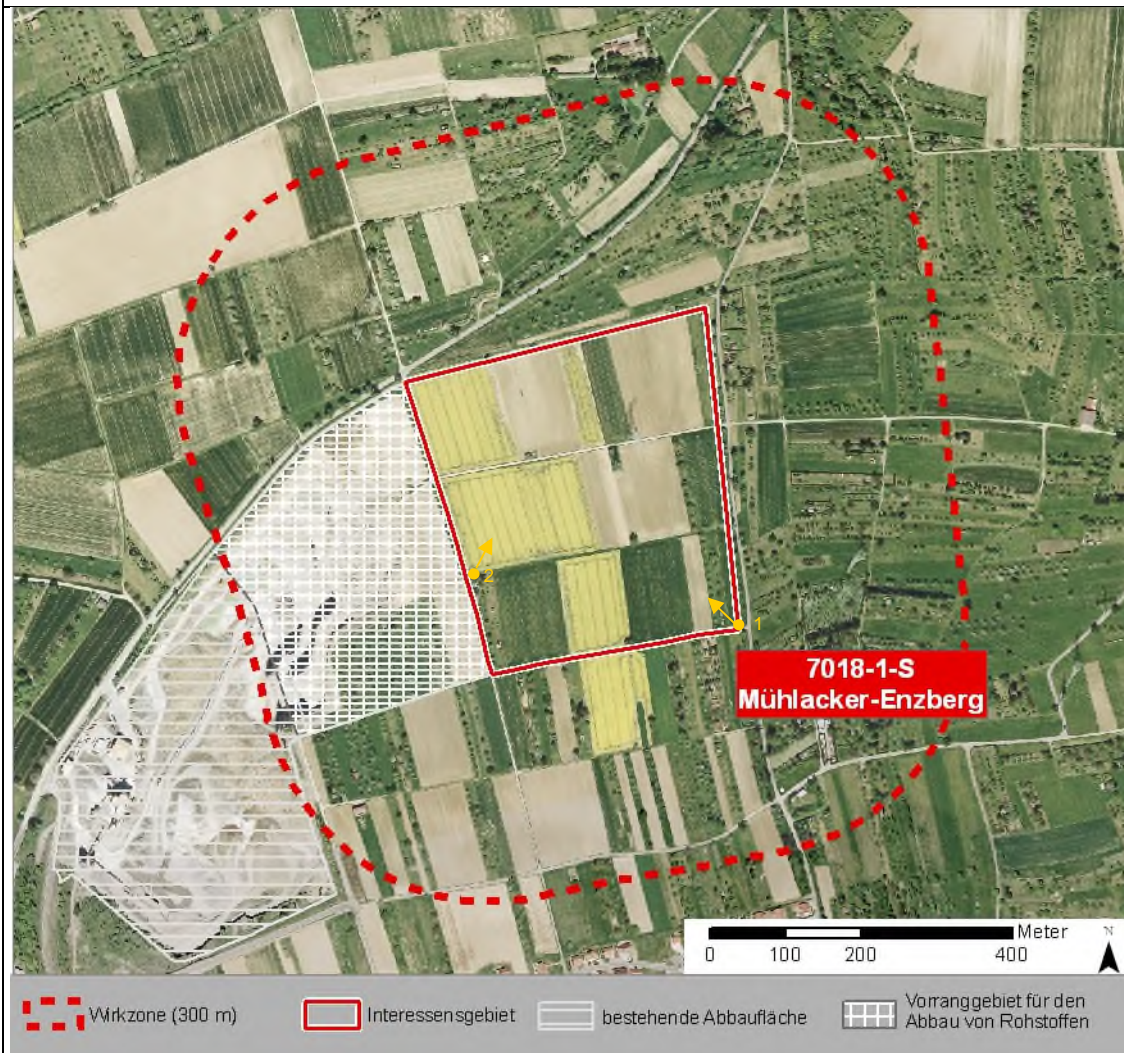 2
1
7018-1-S
Mühlacker-Enzberg
Meter
0 100 200 400
N
Wirkzone (300 m)
Interessensgebiet
bestehende Abbaufläche
Vorranggebiet für den
Abbau von Rohstoffen